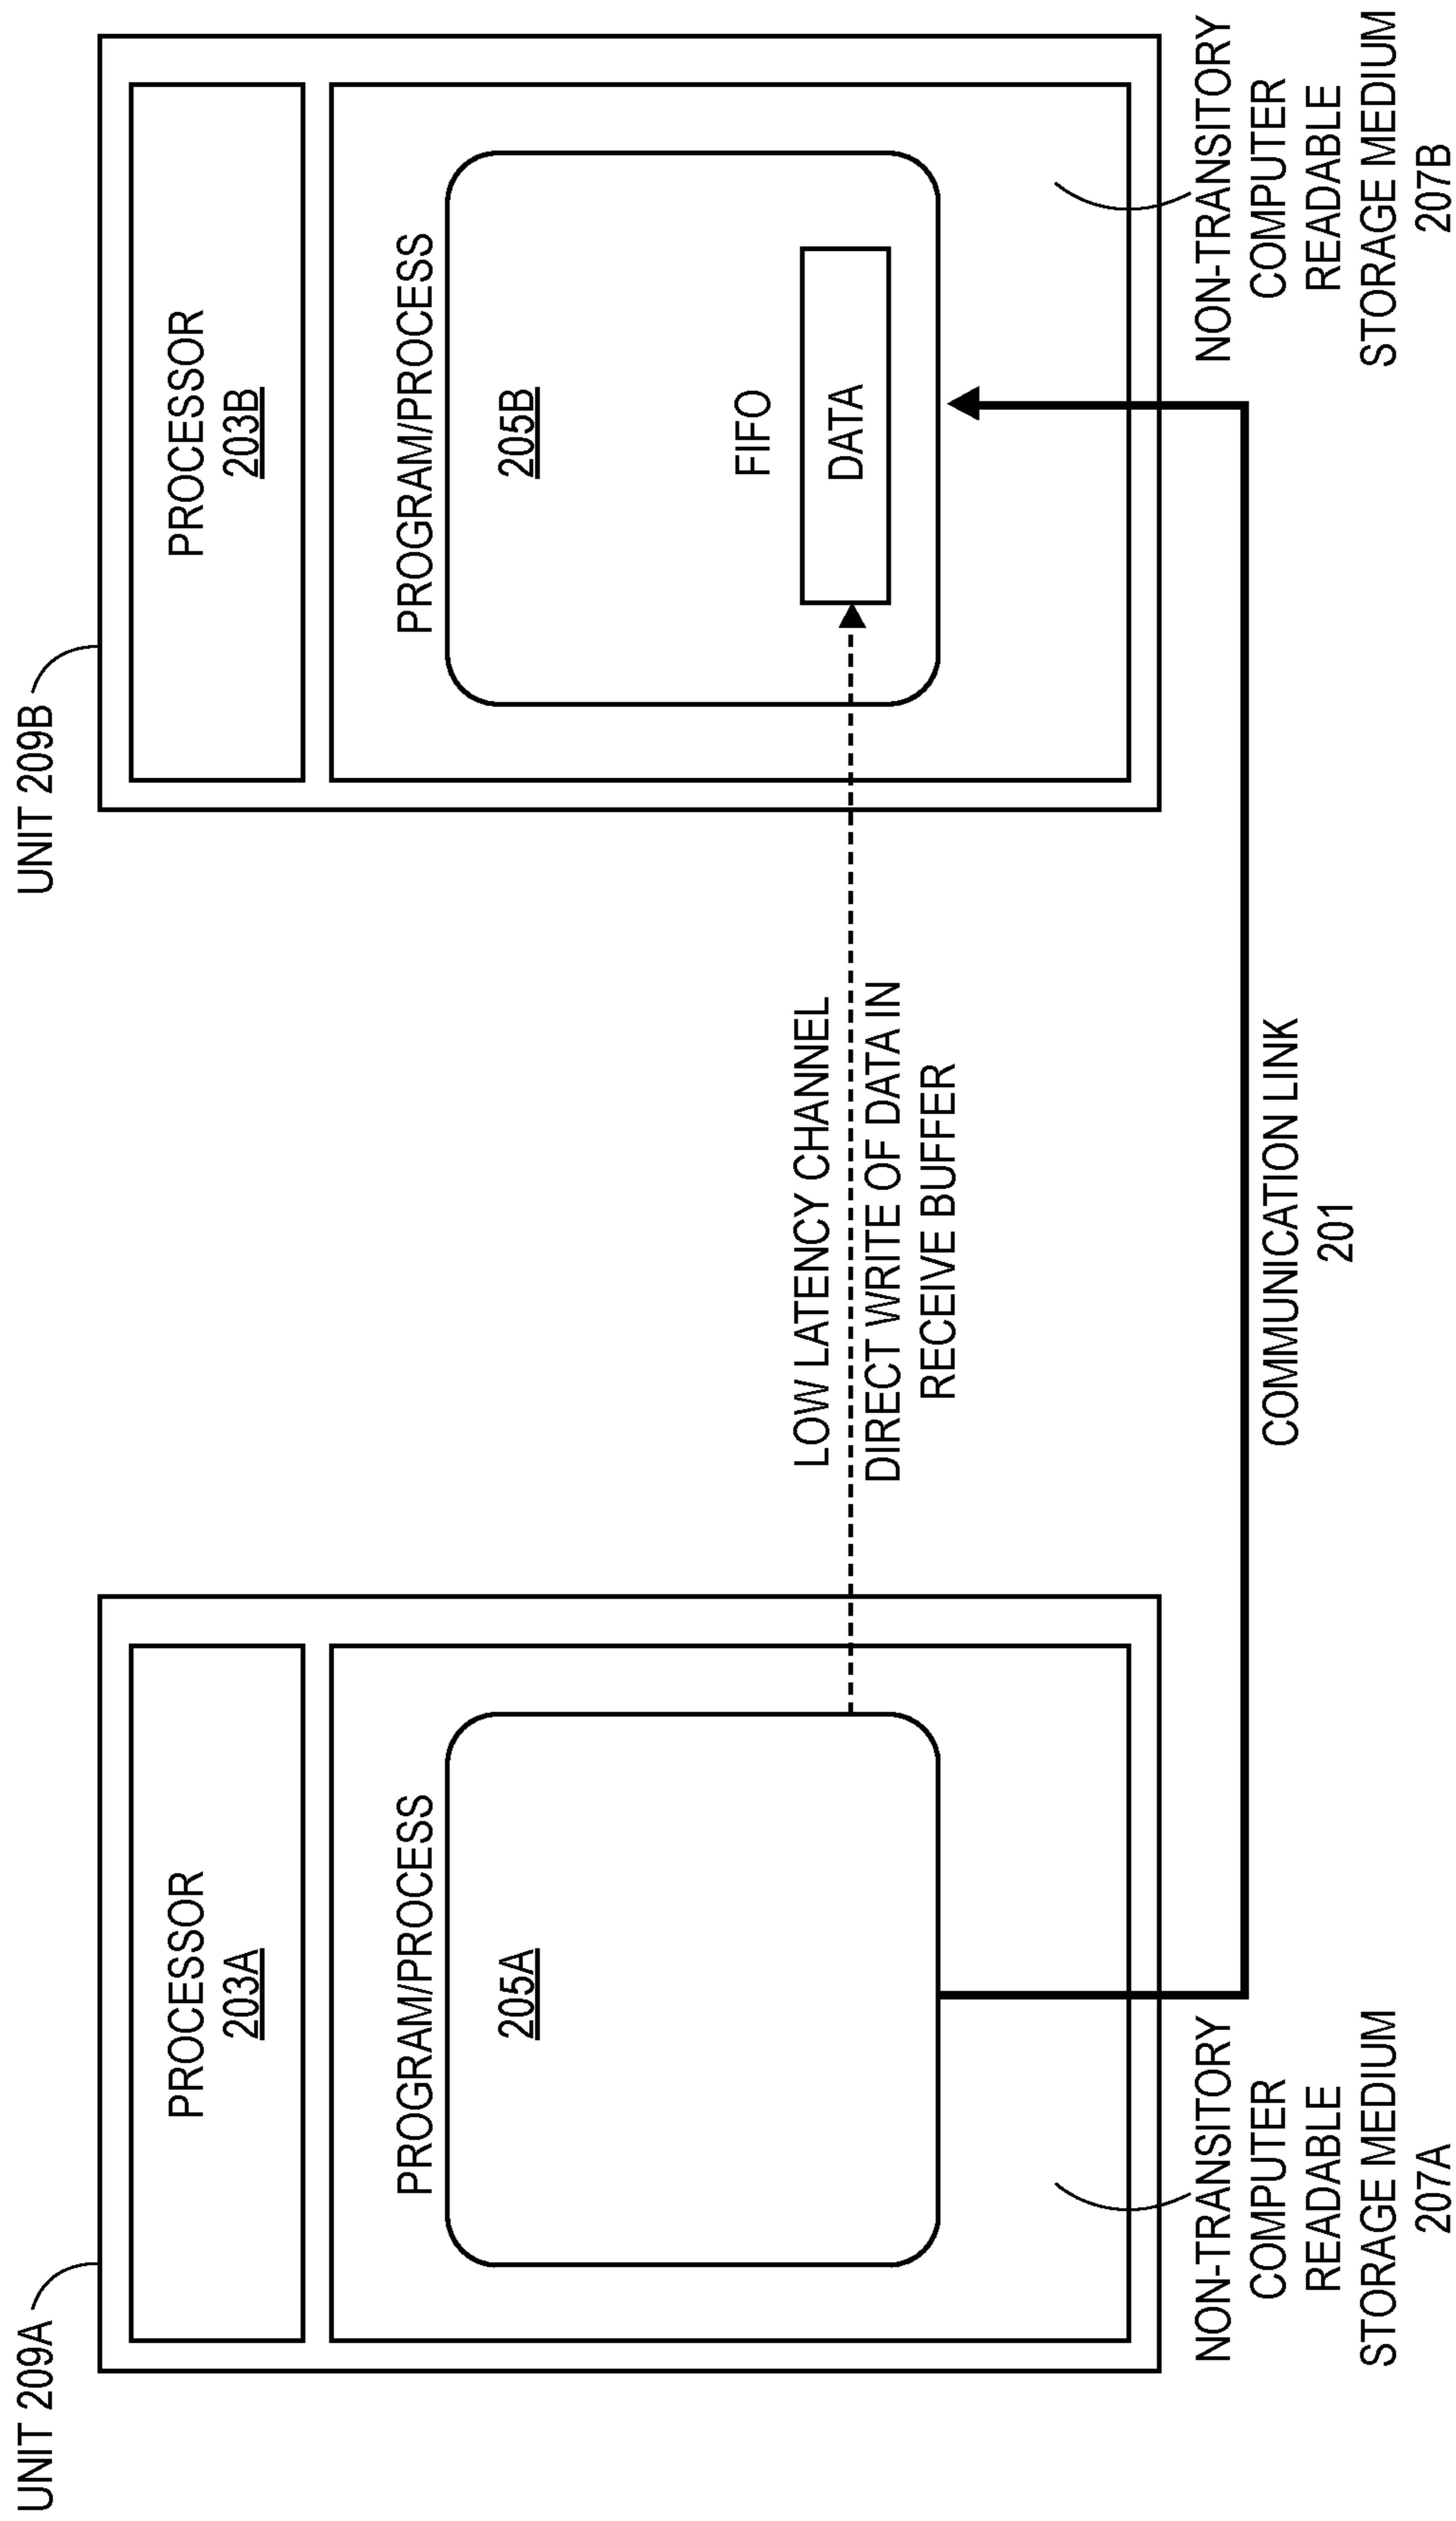 UNIT 209A
PROCESSOR
203A
PROGRAM/PROCESS
205A
NON-TRANSITORY
COMPUTER
READABLE
STORAGE MEDIUM
207A
LOW LATENCY CHANNEL
DIRECT WRITE OF DATA IN
RECEIVE BUFFER
COMMUNICATION LINK
201
UNIT 209B
PROCESSOR
203B
PROGRAM/PROCESS
205B
FIFO
DATA
NON-TRANSITORY
COMPUTER
READABLE
STORAGE MEDIUM
207B